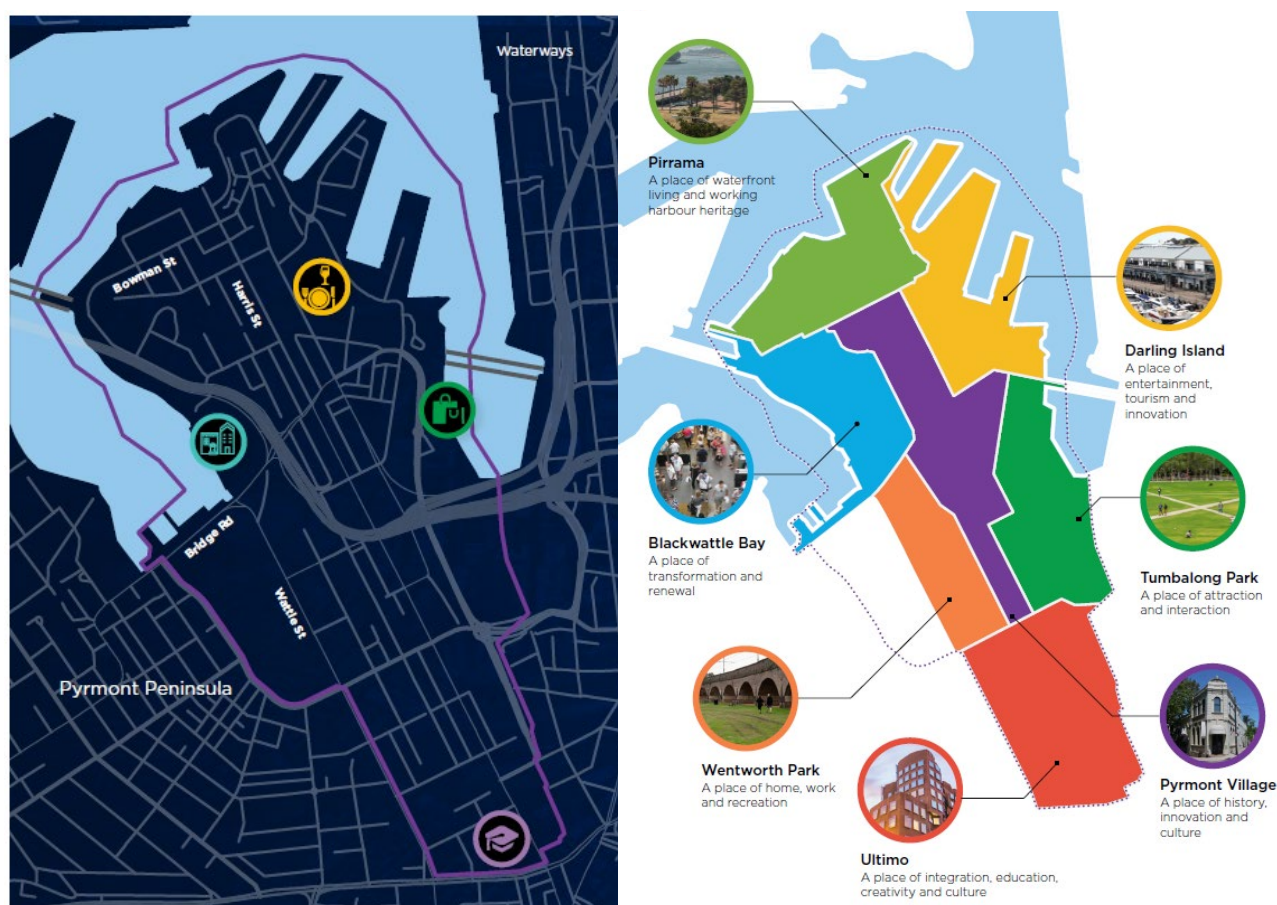 Waterways
Bowman St
Harris St
Bridge Rd
Wattle St
Pyrmont Peninsula
Pirrama
A place of waterfront
living and working
harbour heritage
Darling Island
A place of
entertainment,
tourism and
innovation
Blackwattle Bay
A place of
transformation and
renewal
Tumbalong Park
A place of attraction
and interaction
Wentworth Park
A place of home, work
and recreation
Pyrmont Village
A place of history,
innovation and
culture
Ultimo
A place of integration, education,
creativity and culture